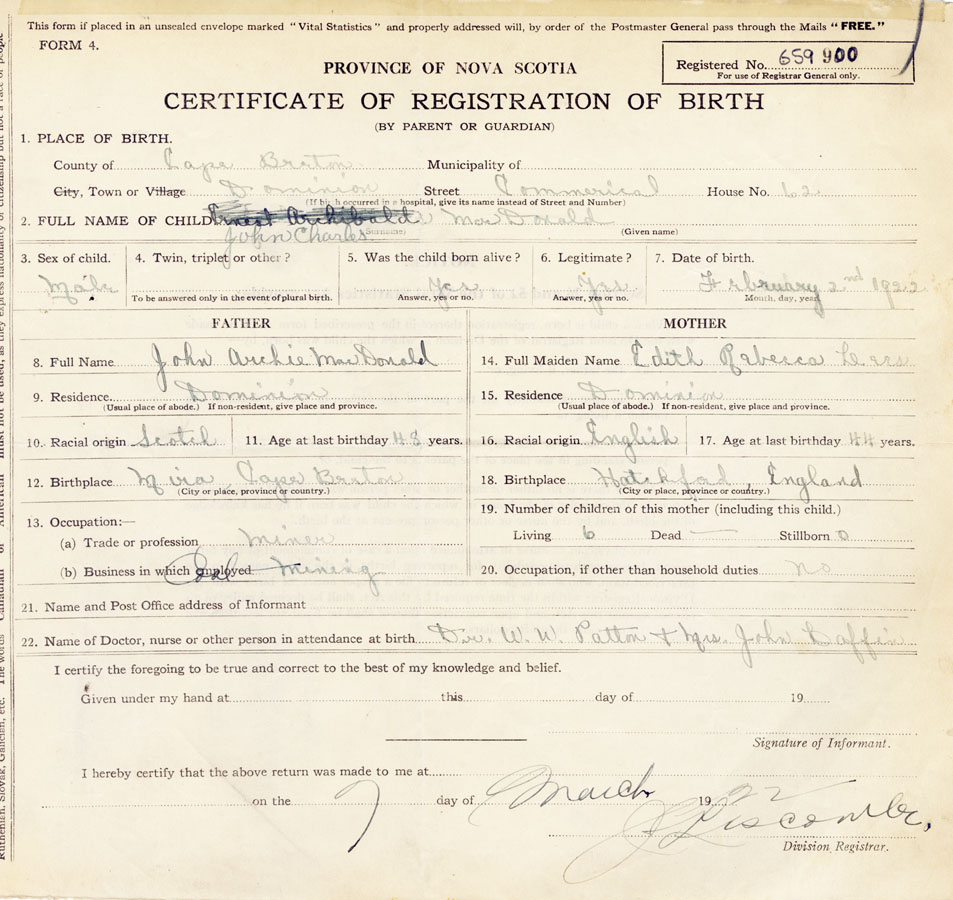 This form if placed in an unsealed envelope marked "Vital Statistics" and properly addressed will, by order of the Postmaster General pass through the Mails "FREE."
FORM 4.
Registered No. 659 900
For use of Registrar General only.
PROVINCE OF NOVA SCOTIA
CERTIFICATE OF REGISTRATION OF BIRTH
(BY PARENT OR GUARDIAN)
1. PLACE OF BIRTH.
County of Cape Breton Municipality of
City, Town or Village Dominion Street Commerical House No. 62
(If birth occurred in a hospital, give its name instead of Street and Number)
2. FULL NAME OF CHILD Ernest Archibald MacDonald
John Charles (Surname) (Given name)
3. Sex of child. 4. Twin, triplet or other? 5. Was the child born alive? 6. Legitimate? 7. Date of birth.
Male Yes Yes February 2nd 1922
To be answered only in the event of plural birth. Answer, yes or no. Answer, yes or no. Month, day, year
FATHER MOTHER
8. Full Name John Archie MacDonald 14. Full Maiden Name Edith Rebecca Lees
9. Residence Dominion 15. Residence Dominion
(Usual place of abode.) If non-resident, give place and province. (Usual place of abode.) If non-resident, give place and province.
10. Racial origin Scotch 11. Age at last birthday 48 years. 16. Racial origin English 17. Age at last birthday 44 years.
12. Birthplace Mira Cape Breton 18. Birthplace Hatchford, England
(City or place, province or country.) (City or place, province or country.)
13. Occupation:— 19. Number of children of this mother (including this child.)
(a) Trade or profession Miner Living 6 Dead — Stillborn 0
(b) Business in which employed Coal Mining 20. Occupation, if other than household duties no
21. Name and Post Office address of Informant
22. Name of Doctor, nurse or other person in attendance at birth Dr. W. W. Patton + Mrs. John Laffin
I certify the foregoing to be true and correct to the best of my knowledge and belief.
Given under my hand at this day of 19
Signature of Informant.
I hereby certify that the above return was made to me at
on the 7 day of March 1922
Liscombe
Division Registrar.